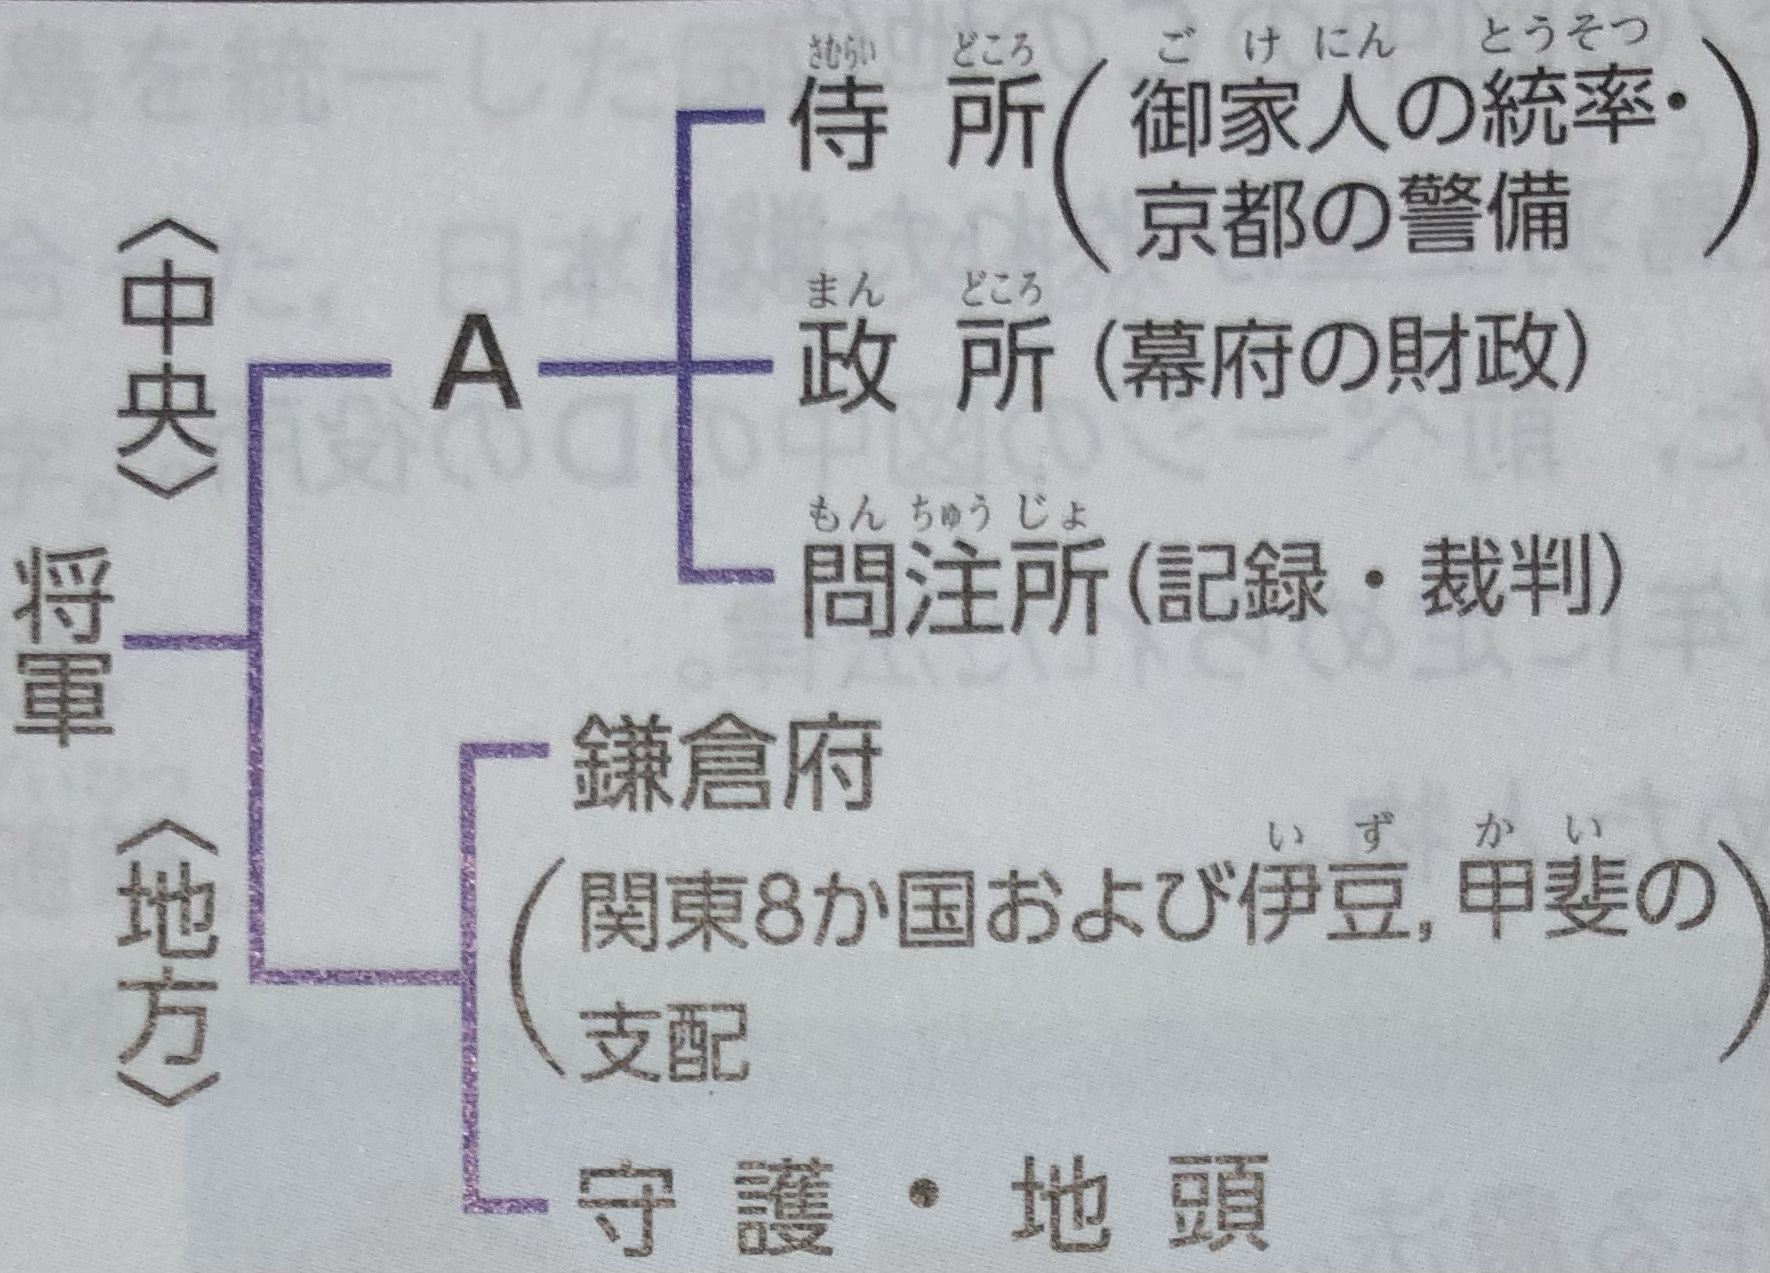 侍所(御家人の統率・
京都の警備)
さむらい どころ ご け にん とうそつ
〈中央〉
A
政所(幕府の財政)
まん どころ
問注所(記録・裁判)
もん ちゅう じょ
将軍
〈地方〉
鎌倉府
(関東8か国および伊豆,甲斐の
い ず か い
支配)
守護・地頭